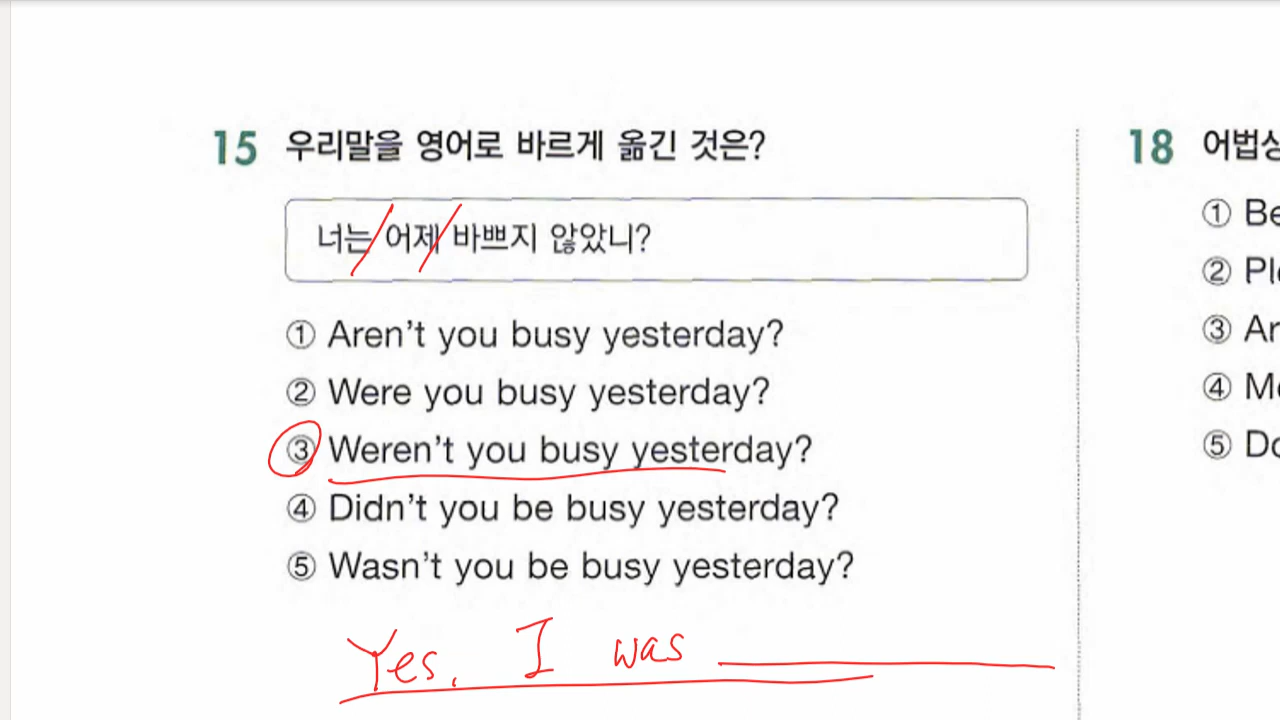 15 우리말을 영어로 바르게 옮긴 것은?
너는 어제 바쁘지 않았니?
① Aren't you busy yesterday?
② Were you busy yesterday?
③ Weren't you busy yesterday?
④ Didn't you be busy yesterday?
⑤ Wasn't you be busy yesterday?
Yes, I was
18 어법상
① Be
② Ple
③ Ar
④ Mo
⑤ Do